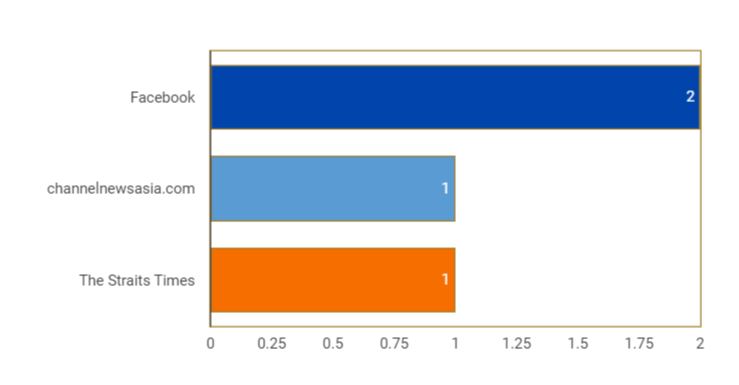 Facebook
2
channelnewsasia.com
1
The Straits Times
1
0 0.25 0.5 0.75 1 1.25 1.5 1.75 2